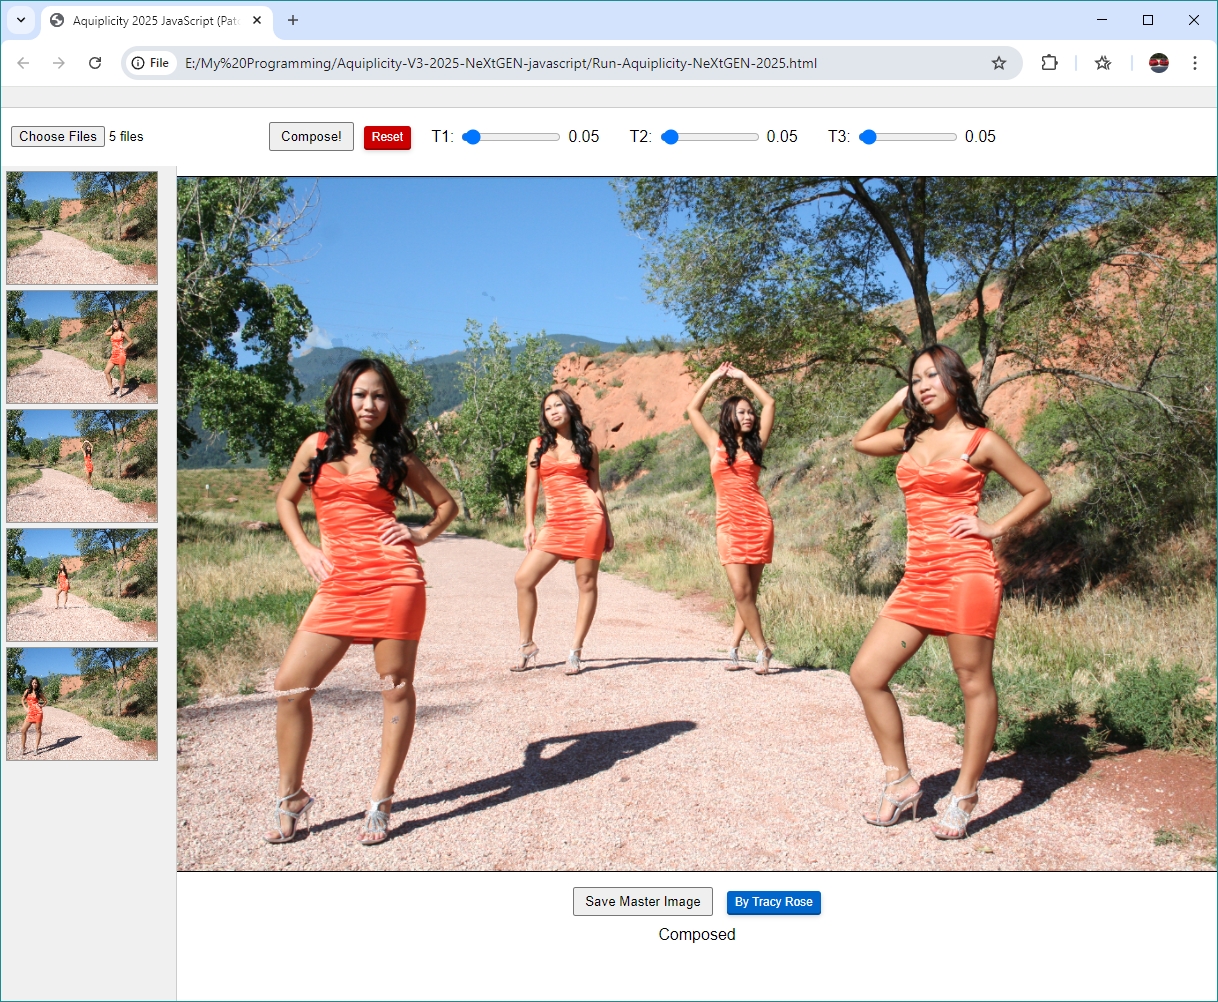 Aquiplicity 2025 JavaScript (Patc
File
E:/My%20Programming/Aquiplicity-V3-2025-NeXtGEN-javascript/Run-Aquiplicity-NeXtGEN-2025.html
Choose Files 5 files
Compose!
Reset
T1: 0.05
T2: 0.05
T3: 0.05
Save Master Image
By Tracy Rose
Composed